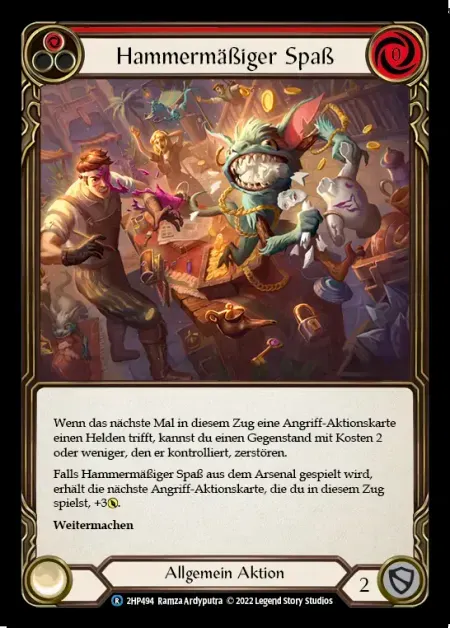 Hammermäßiger Spaß
0
Wenn das nächste Mal in diesem Zug eine Angriff-Aktionskarte
einen Helden trifft, kannst du einen Gegenstand mit Kosten 2
oder weniger, den er kontrolliert, zerstören.
Falls Hammermäßiger Spaß aus dem Arsenal gespielt wird,
erhält die nächste Angriff-Aktionskarte, die du in diesem Zug
spielst, +3.
Weitermachen
Allgemein Aktion
2
R 2HP494 Ramza Ardyputra © 2022 Legend Story Studios